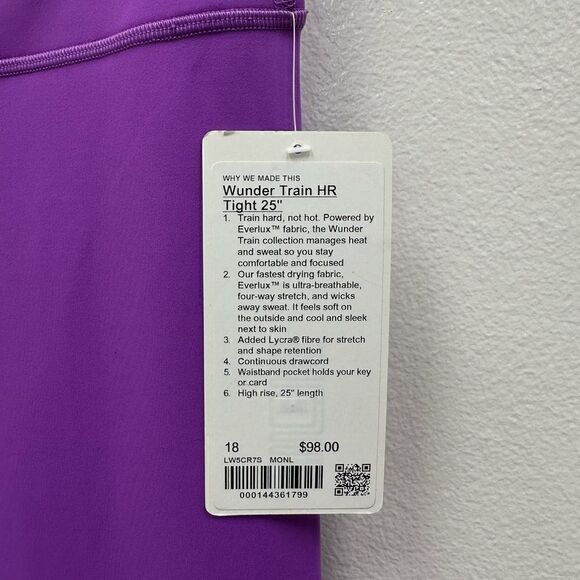 WHY WE MADE THIS
Wunder Train HR
Tight 25"
1. Train hard, not hot. Powered by
Everlux™ fabric, the Wunder
Train collection manages heat
and sweat so you stay
comfortable and focused
2. Our fastest drying fabric,
Everlux™ is ultra-breathable,
four-way stretch, and wicks
away sweat. It feels soft on
the outside and cool and sleek
next to skin
3. Added Lycra® fibre for stretch
and shape retention
4. Continuous drawcord
5. Waistband pocket holds your key
or card
6. High rise, 25" length
18 $98.00
LW5CR7S MONL
000144361799